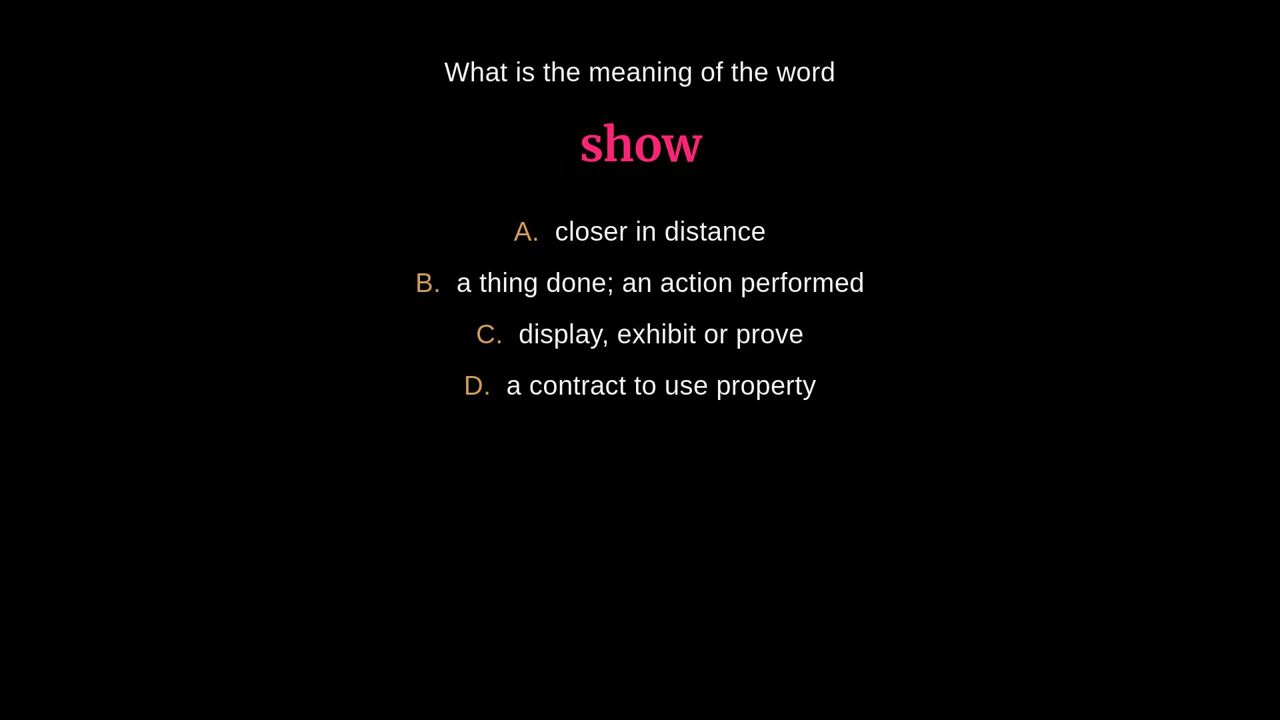 What is the meaning of the word
show
A. closer in distance
B. a thing done; an action performed
C. display, exhibit or prove
D. a contract to use property